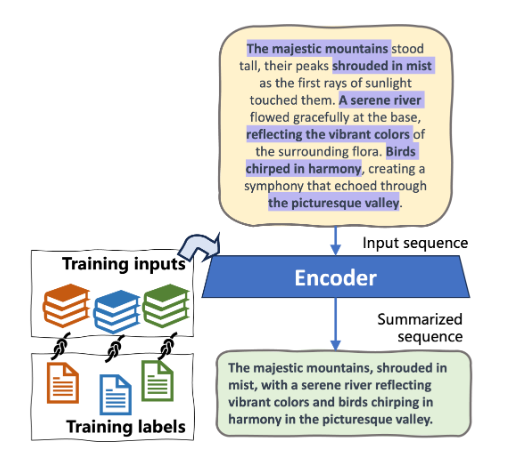 The majestic mountains stood
tall, their peaks shrouded in mist
as the first rays of sunlight
touched them. A serene river
flowed gracefully at the base,
reflecting the vibrant colors of
the surrounding flora. Birds
chirped in harmony, creating a
symphony that echoed through
the picturesque valley.
Input sequence
Training inputs
Encoder
Summarized
sequence
The majestic mountains, shrouded in
mist, with a serene river reflecting
vibrant colors and birds chirping in
harmony in the picturesque valley.
Training labels